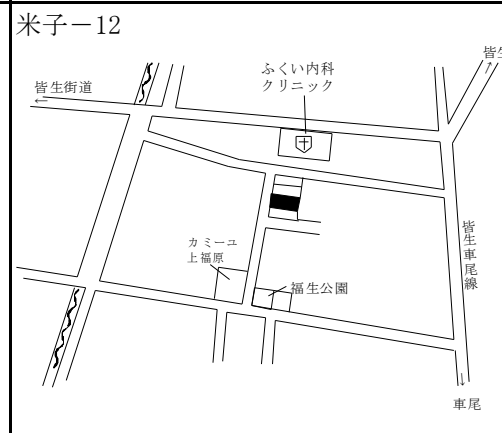 米子－12
皆生
皆生街道
←
ふくい内科
クリニック
カミーユ
上福原
福生公園
皆生車尾線
車尾